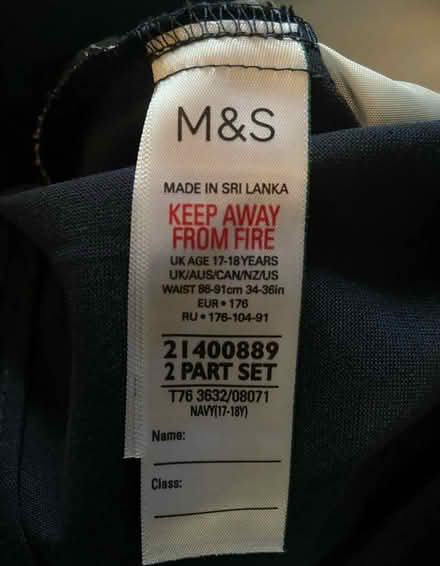 M&S
MADE IN SRI LANKA
KEEP AWAY
FROM FIRE
UK AGE 17-18YEARS
UK/AUS/CAN/NZ/US
WAIST 86-91cm 34-36in
EUR • 176
RU • 176-104-91
21400889
2 PART SET
T76 3632/08071
NAVY(17-18Y)
Name:
Class: